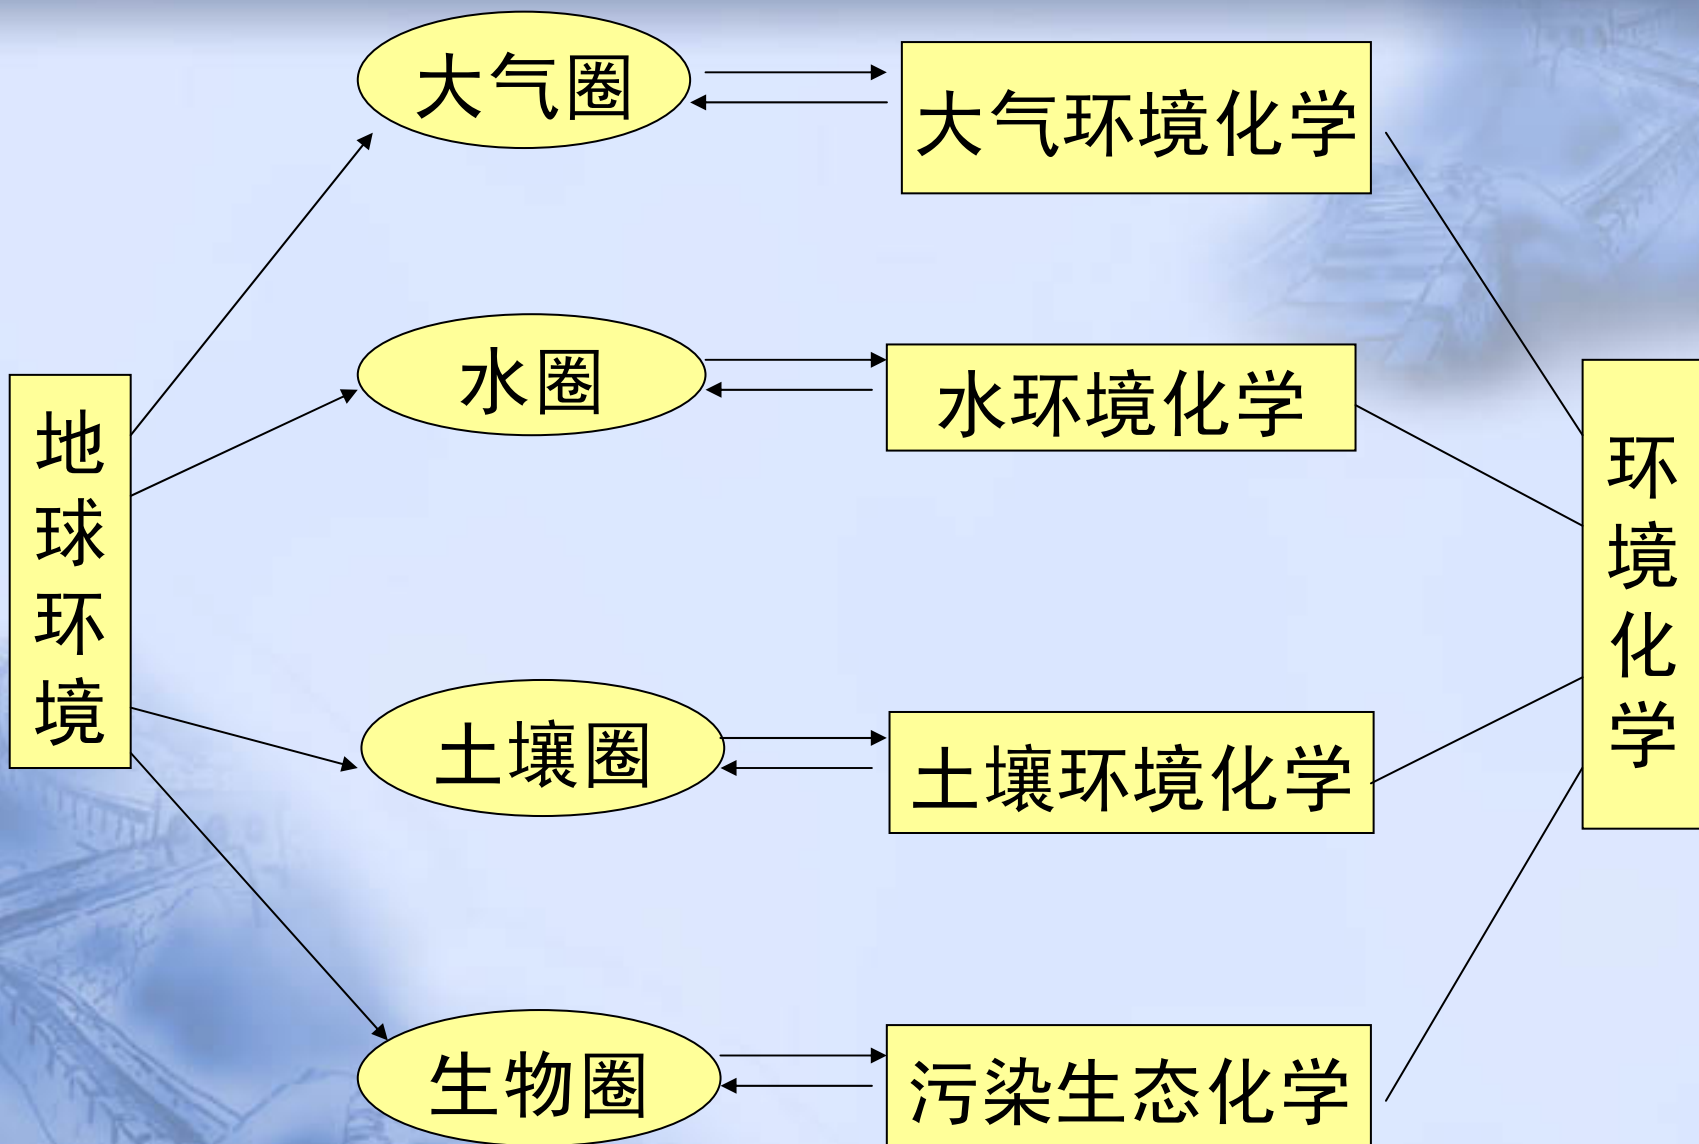 大气圈
大气环境化学
水圈
水环境化学
地球环境
环境化学
土壤圈
土壤环境化学
生物圈
污染生态化学